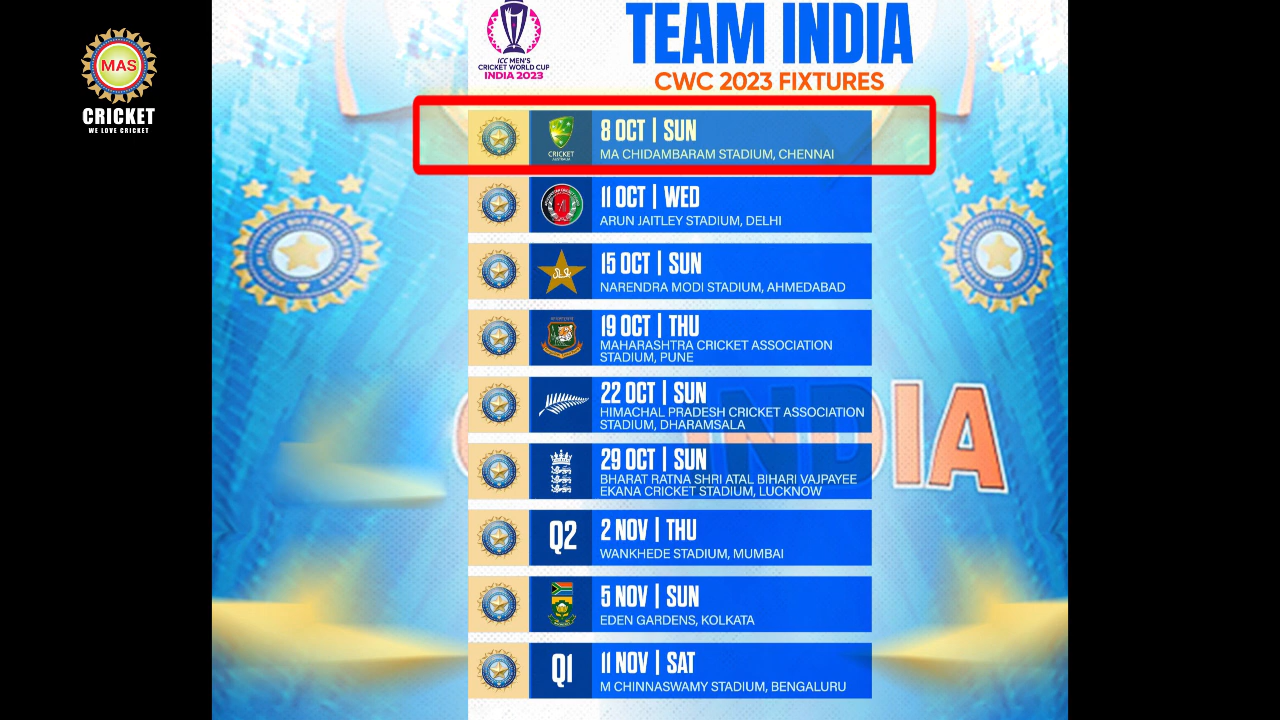 MAS
CRICKET
WE LOVE CRICKET
ICC MEN'S
CRICKET WORLD CUP
INDIA 2023
TEAM INDIA
CWC 2023 FIXTURES
CRICKET
AUSTRALIA
8 OCT | SUN
MA CHIDAMBARAM STADIUM, CHENNAI
11 OCT | WED
ARUN JAITLEY STADIUM, DELHI
15 OCT | SUN
NARENDRA MODI STADIUM, AHMEDABAD
19 OCT | THU
MAHARASHTRA CRICKET ASSOCIATION
STADIUM, PUNE
22 OCT | SUN
HIMACHAL PRADESH CRICKET ASSOCIATION
STADIUM, DHARAMSALA
INDIA
29 OCT | SUN
BHARAT RATNA SHRI ATAL BIHARI VAJPAYEE
EKANA CRICKET STADIUM, LUCKNOW
Q2
2 NOV | THU
WANKHEDE STADIUM, MUMBAI
5 NOV | SUN
EDEN GARDENS, KOLKATA
Q1
11 NOV | SAT
M CHINNASWAMY STADIUM, BENGALURU